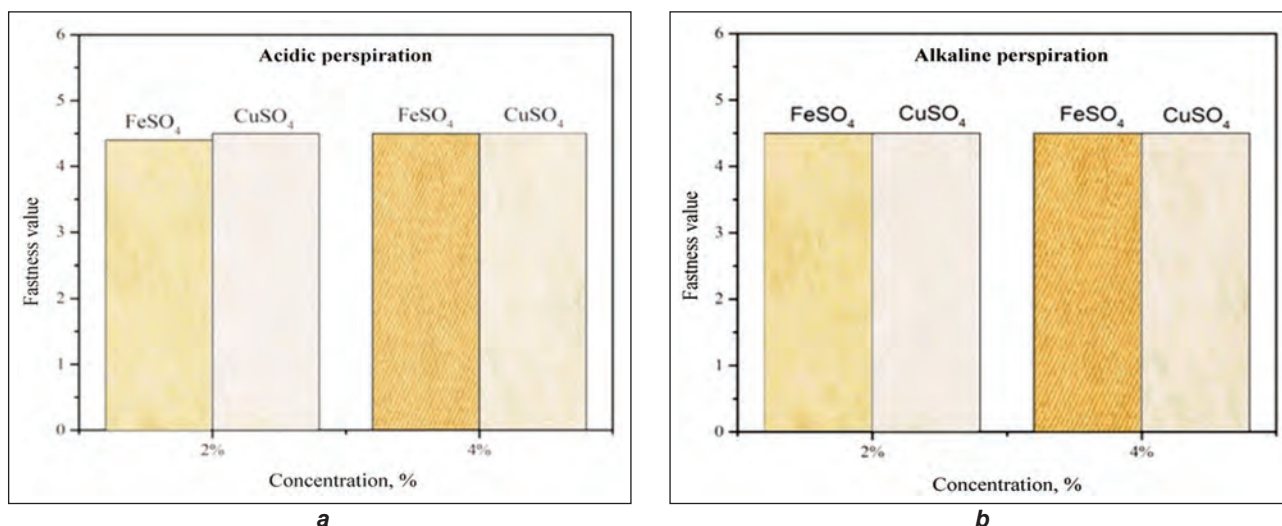 Acidic perspiration
6
5
4
3
2
1
0
Fastness value
FeSO4
CuSO4
FeSO4
CuSO4
2%
4%
Concentration, %
a
Alkaline perspiration
6
5
4
3
2
1
0
Fastness value
FeSO4
CuSO4
FeSO4
CuSO4
2%
4%
Concentration, %
b